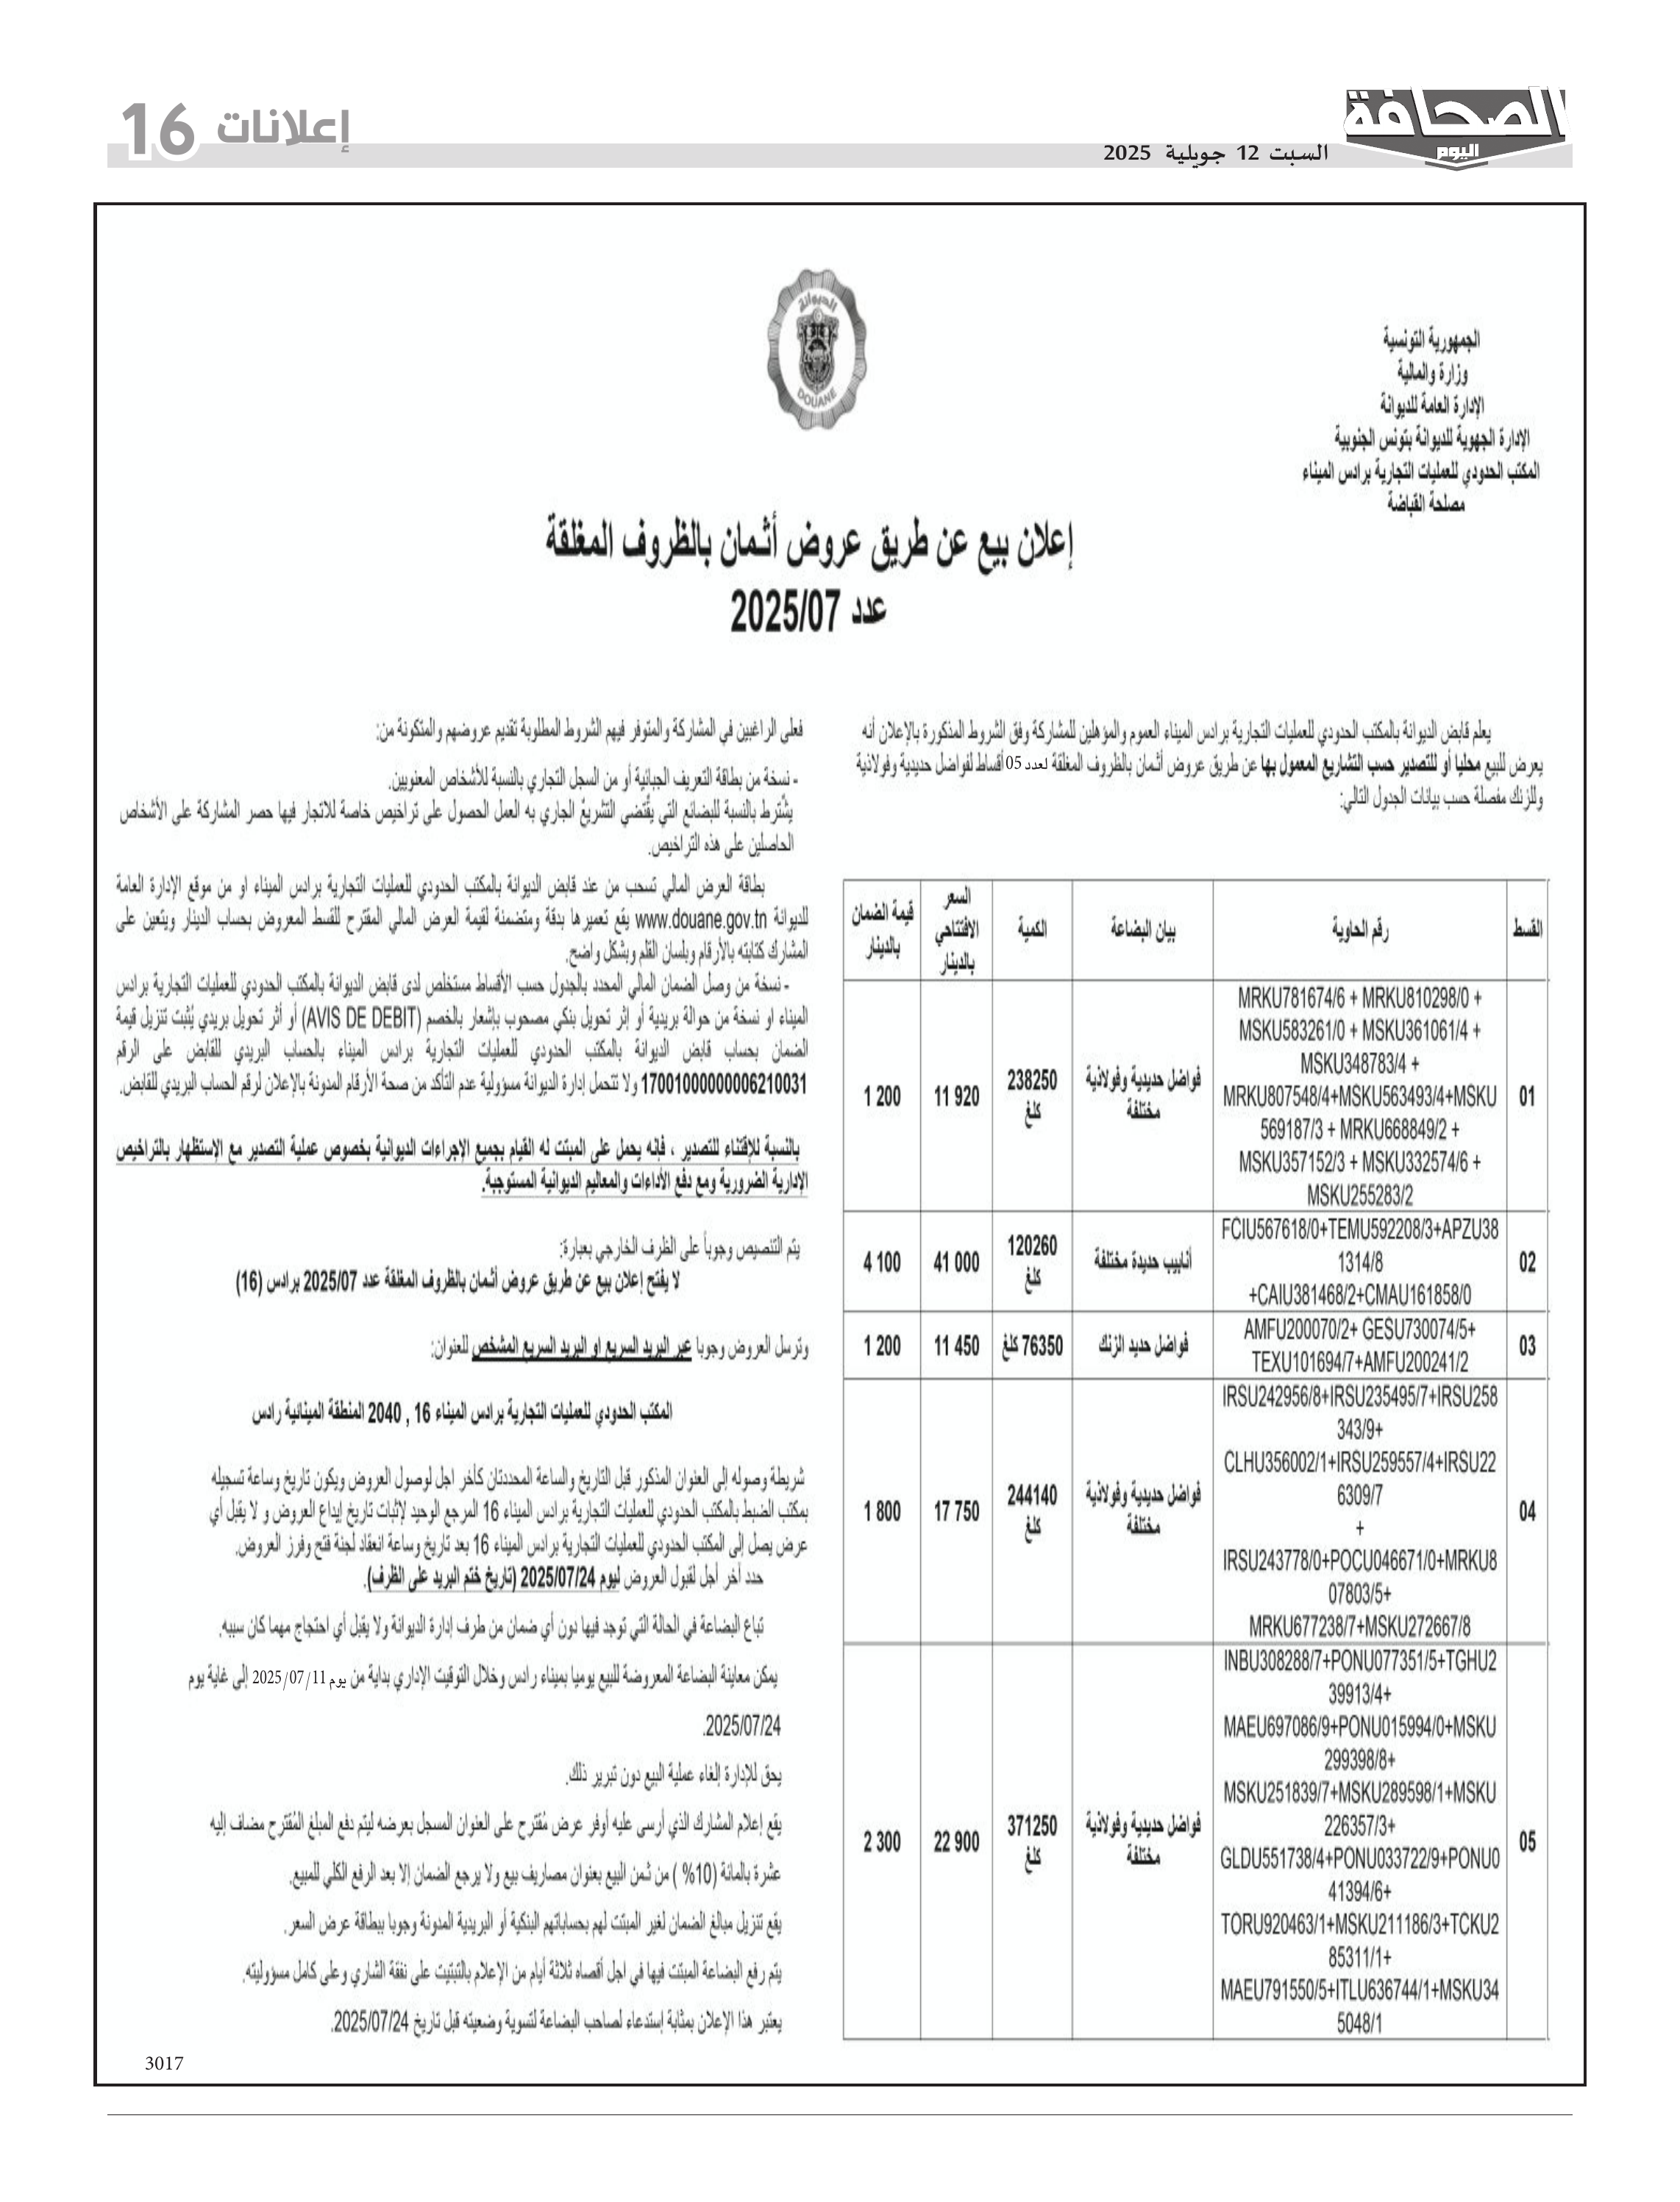 الصحافة
اليوم
السبت 12 جويلية 2025
إعلانات 16
الديوانة
DOUANE
الجمهورية التونسية
وزارة والمالية
الإدارة العامة للديوانة
الإدارة الجهوية للديوانة بتونس الجنوبية
المكتب الحدودي للعمليات التجارية برادس الميناء
مصلحة القباضة
إعلان بيع عن طريق عروض أثمان بالظروف المغلقة
عدد 2025/07
يعلم قابض الديوانة بالمكتب الحدودي للعمليات التجارية برادس الميناء العموم والمؤهلين للمشاركة وفق الشروط المذكورة بالإعلان أنه
يعرض للبيع محليا أو للتصدير حسب التشاريع المعمول بها عن طريق عروض أثمان بالظروف المغلقة لعدد 05 أقساط لفواضل حديدية وفولاذية
وللزنك مفصلة حسب بيانات الجدول التالي:
القسط | رقم الحاوية | بيان البضاعة | الكمية | السعر الافتتاحي بالدينار | قيمة الضمان بالدينار
01 | MRKU781674/6 + MRKU810298/0 +
MSKU583261/0 + MSKU361061/4 +
MSKU348783/4 +
MRKU807548/4+MSKU563493/4+MSKU
569187/3 + MRKU668849/2 +
MSKU357152/3 + MSKU332574/6 +
MSKU255283/2 | فواضل حديدية وفولاذية مختلفة | 238250 كلغ | 11 920 | 1 200
02 | FCIU567618/0+TEMU592208/3+APZU38
1314/8
+CAIU381468/2+CMAU161858/0 | أنابيب حديدة مختلفة | 120260 كلغ | 41 000 | 4 100
03 | AMFU200070/2+ GESU730074/5+
TEXU101694/7+AMFU200241/2 | فواضل حديد الزنك | 76350 كلغ | 11 450 | 1 200
04 | IRSU242956/8+IRSU235495/7+IRSU258
343/9+
CLHU356002/1+IRSU259557/4+IRSU22
6309/7
+
IRSU243778/0+POCU046671/0+MRKU8
07803/5+
MRKU677238/7+MSKU272667/8 | فواضل حديدية وفولاذية مختلفة | 244140 كلغ | 17 750 | 1 800
05 | INBU308288/7+PONU077351/5+TGHU2
39913/4+
MAEU697086/9+PONU015994/0+MSKU
299398/8+
MSKU251839/7+MSKU289598/1+MSKU
226357/3+
GLDU551738/4+PONU033722/9+PONU0
41394/6+
TORU920463/1+MSKU211186/3+TCKU2
85311/1+
MAEU791550/5+ITLU636744/1+MSKU34
5048/1 | فواضل حديدية وفولاذية مختلفة | 371250 كلغ | 22 900 | 2 300
فعلى الراغبين في المشاركة والمتوفر فيهم الشروط المطلوبة تقديم عروضهم والمتكونة من:
- نسخة من بطاقة التعريف الجبائية أو من السجل التجاري بالنسبة للأشخاص المعنويين.
يشترط بالنسبة للبضائع التي يقتضي التشريع الجاري به العمل الحصول على تراخيص خاصة للاتجار فيها حصر المشاركة على الأشخاص
الحاصلين على هذه التراخيص.
بطاقة العرض المالي تسحب من عند قابض الديوانة بالمكتب الحدودي للعمليات التجارية برادس الميناء او من موقع الإدارة العامة
للديوانة www.douane.gov.tn يقع تعميرها بدقة ومتضمنة لقيمة العرض المالي المقترح للقسط المعروض بحساب الدينار ويتعين على
المشارك كتابته بالأرقام وبلسان القلم وبشكل واضح.
- نسخة من وصل الضمان المالي المحدد بالجدول حسب الأقساط مستخلص لدى قابض الديوانة بالمكتب الحدودي للعمليات التجارية برادس
الميناء او نسخة من حوالة بريدية أو إثر تحويل بنكي مصحوب بإشعار بالخصم (AVIS DE DEBIT) أو أثر تحويل بريدي يُثبت تنزيل قيمة
الضمان بحساب قابض الديوانة بالمكتب الحدودي للعمليات التجارية برادس الميناء بالحساب البريدي للقابض على الرقم
17001000000006210031 ولا تتحمل إدارة الديوانة مسؤولية عدم التأكد من صحة الأرقام المدونة بالإعلان لرقم الحساب البريدي للقابض.
بالنسبة للإقتناء للتصدير ، فإنه يحمل على المبتت له القيام بجميع الإجراءات الديوانية بخصوص عملية التصدير مع الإستظهار بالتراخيص
الإدارية الضرورية ومع دفع الأداءات والمعاليم الديوانية المستوجبة.
يتم التنصيص وجوباً على الظرف الخارجي بعبارة:
لا يفتح إعلان بيع عن طريق عروض أثمان بالظروف المغلقة عدد 2025/07 برادس (16)
وترسل العروض وجوبا عبر البريد السريع او البريد السريع المشخص للعنوان:
المكتب الحدودي للعمليات التجارية برادس الميناء 16 , 2040 المنطقة المينائية رادس
شريطة وصوله إلى العنوان المذكور قبل التاريخ والساعة المحددتان كأخر اجل لوصول العروض ويكون تاريخ وساعة تسجيله
بمكتب الضبط بالمكتب الحدودي للعمليات التجارية برادس الميناء 16 المرجع الوحيد لإثبات تاريخ إيداع العروض و لا يقبل أي
عرض يصل إلى المكتب الحدودي للعمليات التجارية برادس الميناء 16 بعد تاريخ وساعة انعقاد لجنة فتح وفرز العروض.
حدد أخر أجل لقبول العروض ليوم 2025/07/24 (تاريخ ختم البريد على الظرف).
تباع البضاعة في الحالة التي توجد فيها دون أي ضمان من طرف إدارة الديوانة ولا يقبل أي احتجاج مهما كان سببه.
يمكن معاينة البضاعة المعروضة للبيع يوميا بميناء رادس وخلال التوقيت الإداري بداية من يوم 2025/07/11 إلى غاية يوم
2025/07/24.
يحق للإدارة إلغاء عملية البيع دون تبرير ذلك.
يقع إعلام المشارك الذي أرسى عليه أوفر عرض مُقترح على العنوان المسجل بعرضه ليتم دفع المبلغ المُقترح مضاف إليه
عشرة بالمائة (10% ) من ثمن البيع بعنوان مصاريف بيع ولا يرجع الضمان إلا بعد الرفع الكلي للمبيع.
يقع تنزيل مبالغ الضمان لغير المبتت لهم بحساباتهم البنكية أو البريدية المدونة وجوبا ببطاقة عرض السعر.
يتم رفع البضاعة المبتت فيها في اجل أقصاه ثلاثة أيام من الإعلام بالتبتيت على نفقة الشاري وعلى كامل مسؤوليته.
يعتبر هذا الإعلان بمثابة إستدعاء لصاحب البضاعة لتسوية وضعيته قبل تاريخ 2025/07/24.
3017